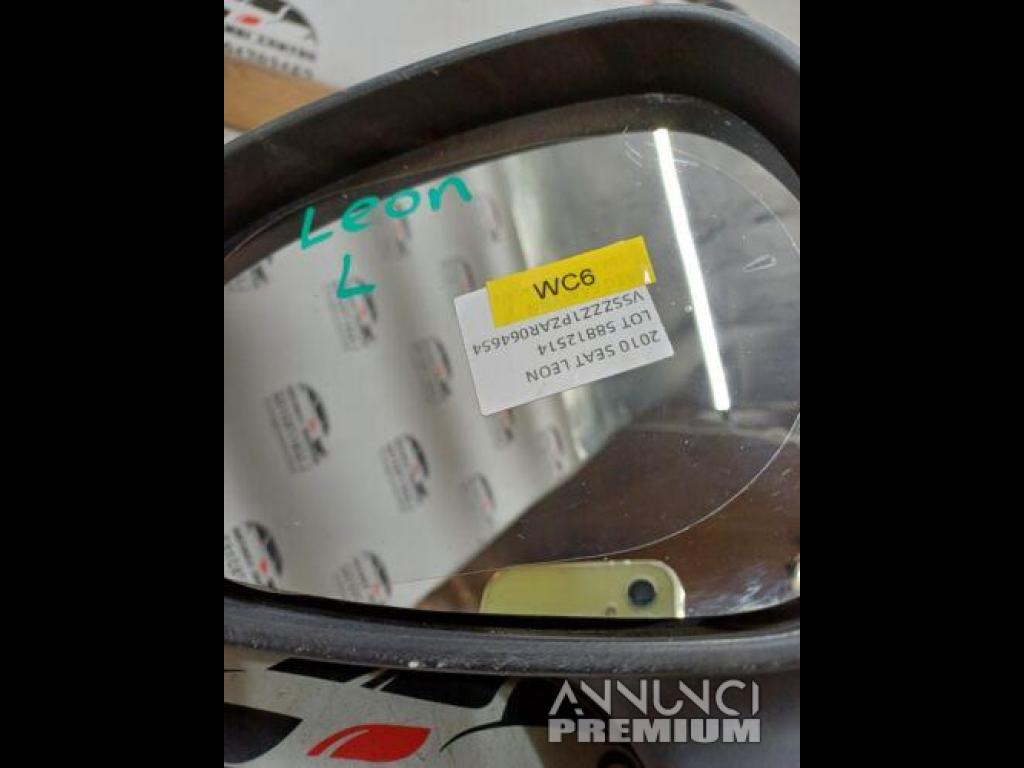 Leon
L
WC6
2010 SEAT LEON
LOT 58812514
VSSZZZ1PZAR064654
ANNUNCI
PREMIUM